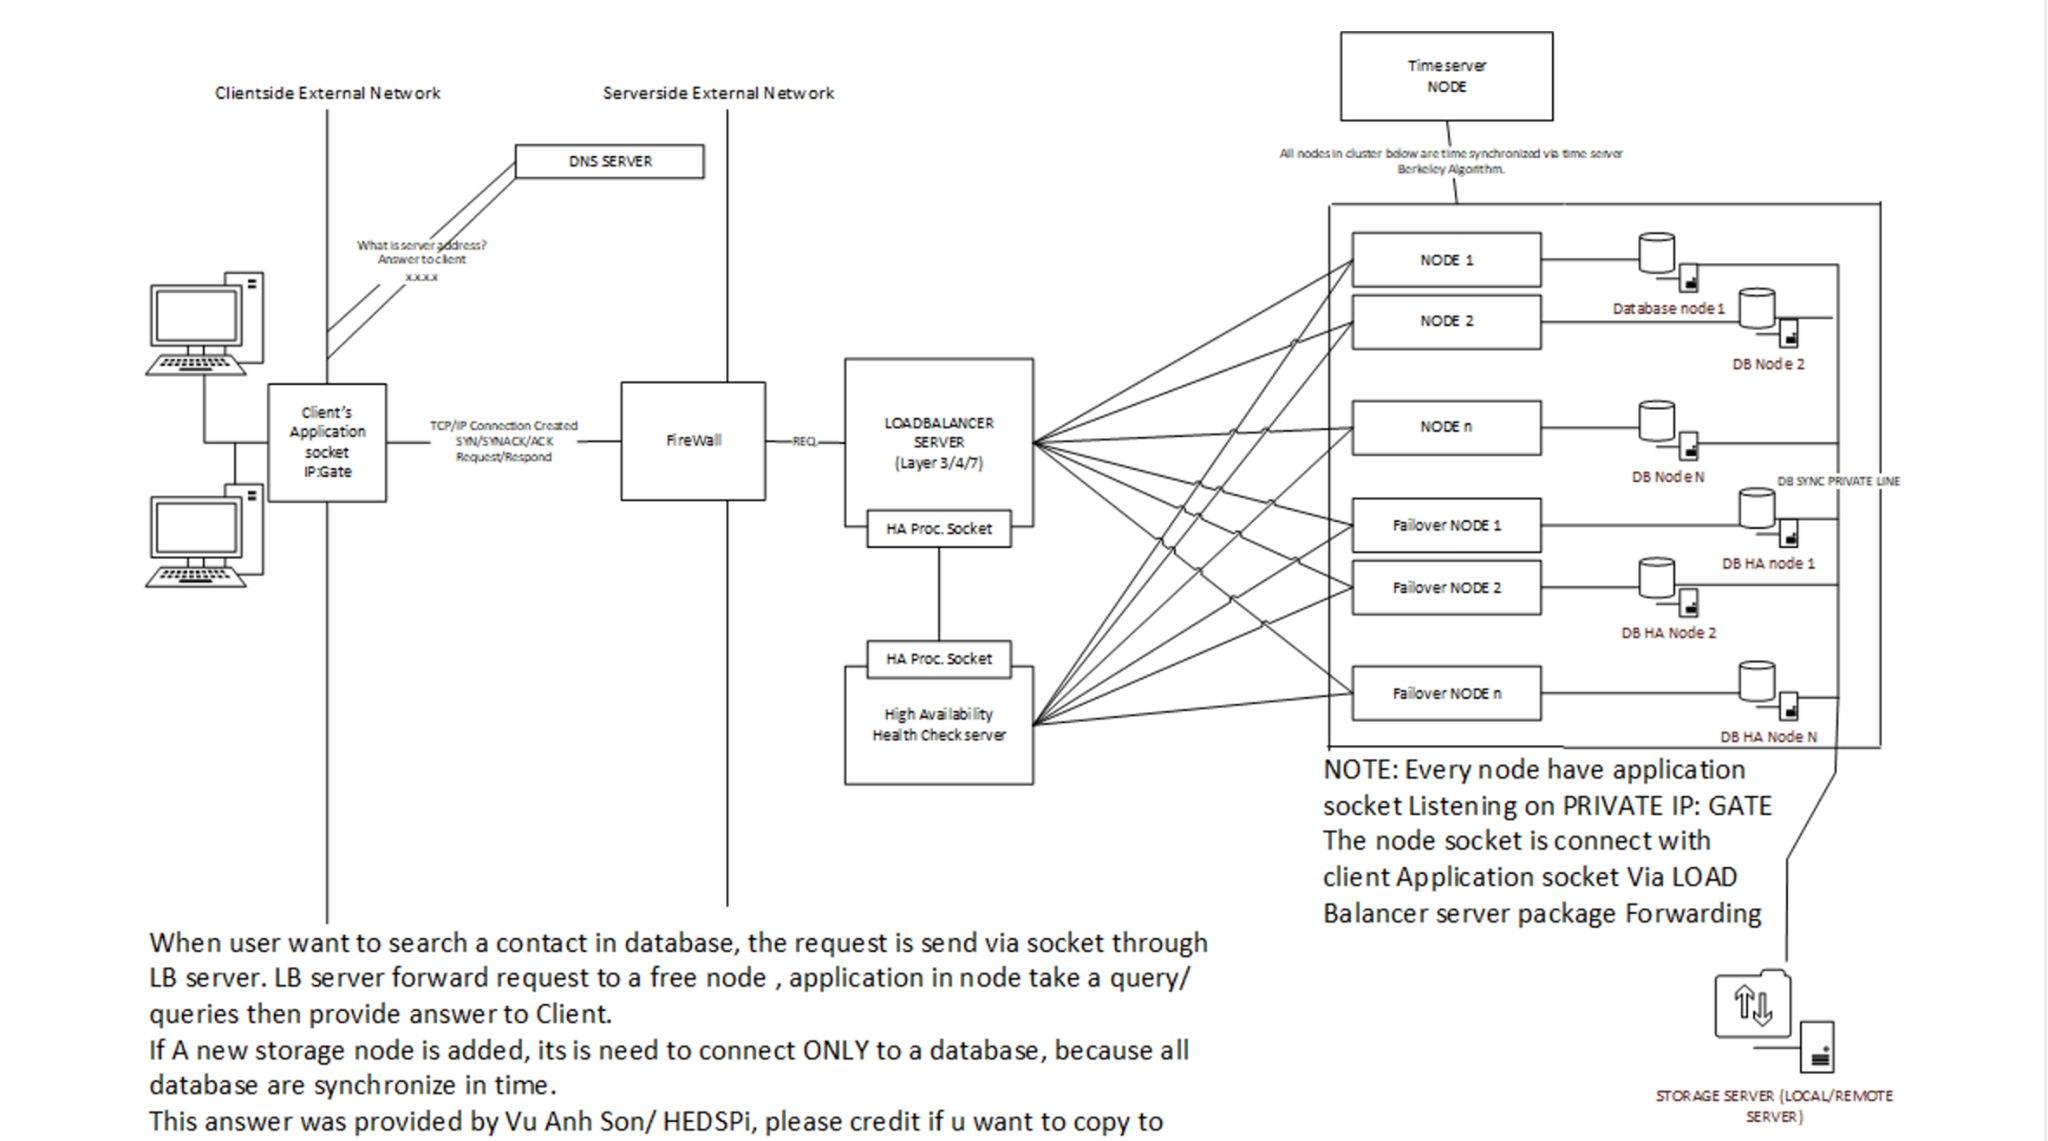 Clientside External Network
Serverside External Network
DNS SERVER
What is server address?
Answer to client
x.x.x.x
Client's
Application
socket
IP:Gate
TCP/IP Connection Created
SYN/SYNACK/ACK
Request/Respond
FireWall
REQ.
LOADBALANCER
SERVER
(Layer 3/4/7)
HA Proc. Socket
HA Proc. Socket
High Availability
Health Check server
Timeserver
NODE
All nodes in cluster below are time synchronized via time server
Berkeley Algorithm.
NODE 1
Database node 1
NODE 2
DB Node 2
NODE n
DB Node N
DB SYNC PRIVATE LINE
Failover NODE 1
DB HA node 1
Failover NODE 2
DB HA Node 2
Failover NODE n
DB HA Node N
NOTE: Every node have application
socket Listening on PRIVATE IP: GATE
The node socket is connect with
client Application socket Via LOAD
Balancer server package Forwarding
STORAGE SERVER (LOCAL/REMOTE
SERVER)
When user want to search a contact in database, the request is send via socket through
LB server. LB server forward request to a free node , application in node take a query/
queries then provide answer to Client.
If A new storage node is added, its is need to connect ONLY to a database, because all
database are synchronize in time.
This answer was provided by Vu Anh Son/ HEDSPi, please credit if u want to copy to